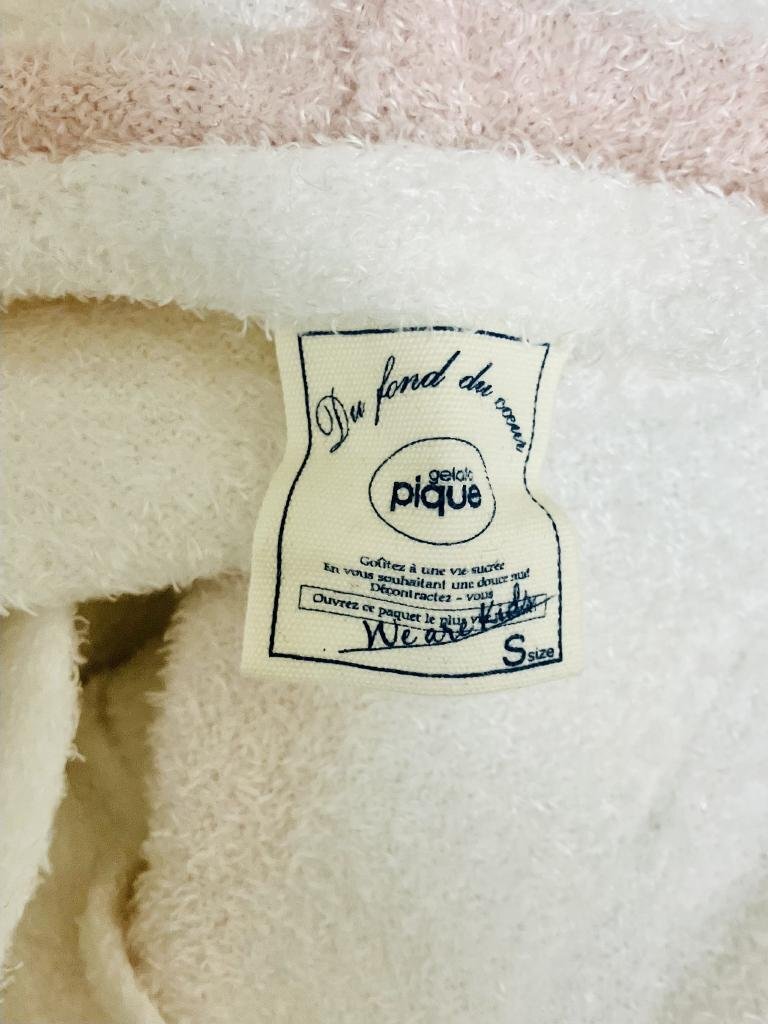 Du fond du cœur
gelato
pique
Goûtez à une vie sucrée
En vous souhaitant une douce nuit
Décontractez - vous
Ouvrez ce paquet le plus
We are Kids
S size